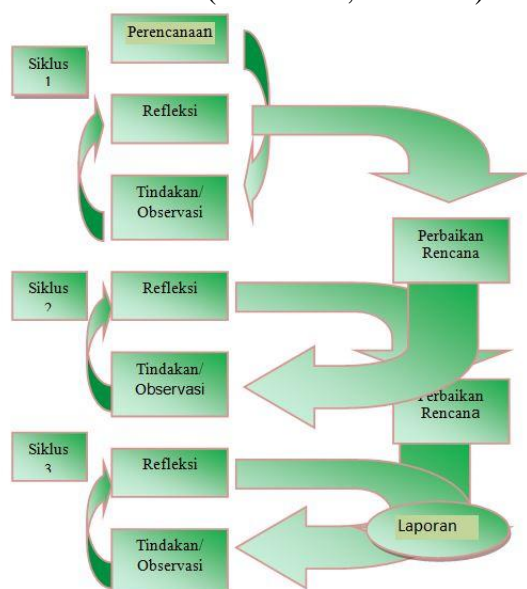 Perencanaan
Siklus
1
Refleksi
Tindakan/
Observasi
Perbaikan
Rencana
Siklus
2
Refleksi
Tindakan/
Observasi
Perbaikan
Rencana
Siklus
3
Refleksi
Laporan
Tindakan/
Observasi